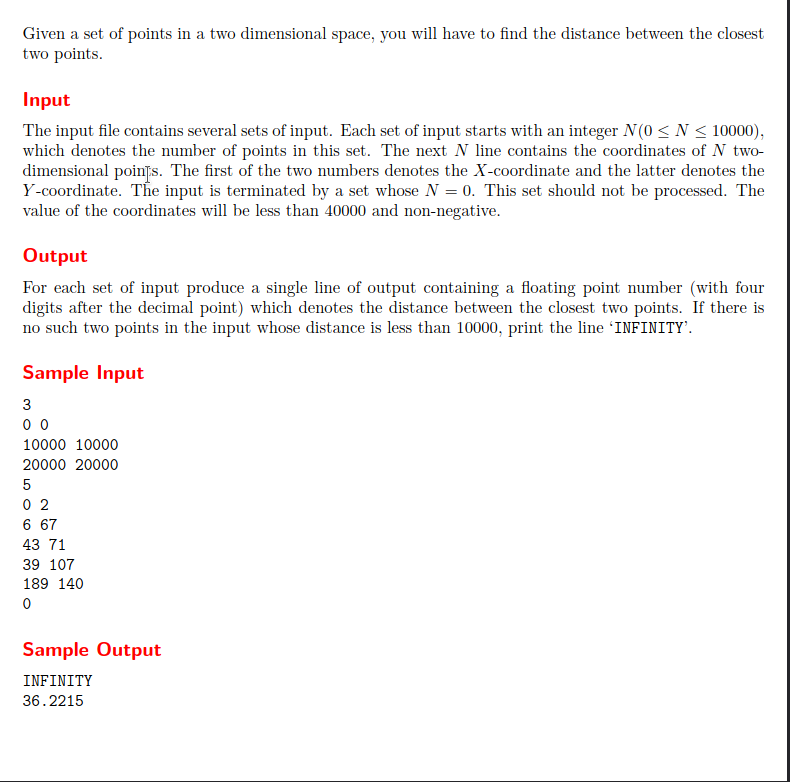 Given a set of points in a two dimensional space, you will have to find the distance between the closest
two points.
Input
The input file contains several sets of input. Each set of input starts with an integer N(0 ≤ N ≤ 10000),
which denotes the number of points in this set. The next N line contains the coordinates of N two-
dimensional points. The first of the two numbers denotes the X-coordinate and the latter denotes the
Y-coordinate. The input is terminated by a set whose N = 0. This set should not be processed. The
value of the coordinates will be less than 40000 and non-negative.
Output
For each set of input produce a single line of output containing a floating point number (with four
digits after the decimal point) which denotes the distance between the closest two points. If there is
no such two points in the input whose distance is less than 10000, print the line ‘INFINITY’.
Sample Input
3
0 0
10000 10000
20000 20000
5
0 2
6 67
43 71
39 107
189 140
0
Sample Output
INFINITY
36.2215